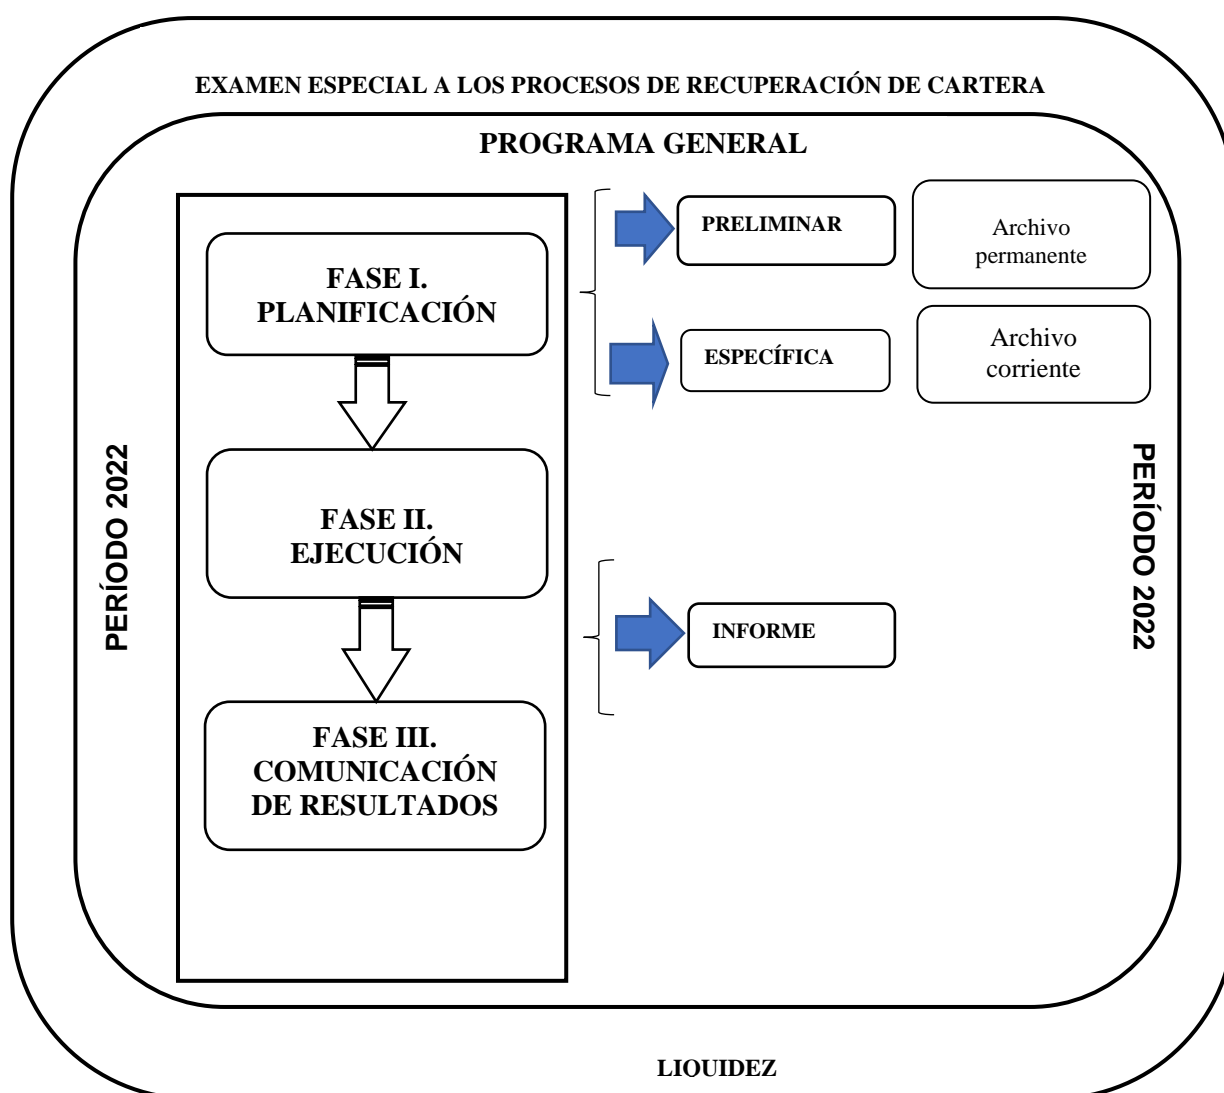 EXAMEN ESPECIAL A LOS PROCESOS DE RECUPERACIÓN DE CARTERA
PROGRAMA GENERAL
PERÍODO 2022
FASE I.
PLANIFICACIÓN
PRELIMINAR
Archivo
permanente
ESPECÍFICA
Archivo
corriente
FASE II.
EJECUCIÓN
INFORME
FASE III.
COMUNICACIÓN
DE RESULTADOS
PERÍODO 2022
LIQUIDEZ